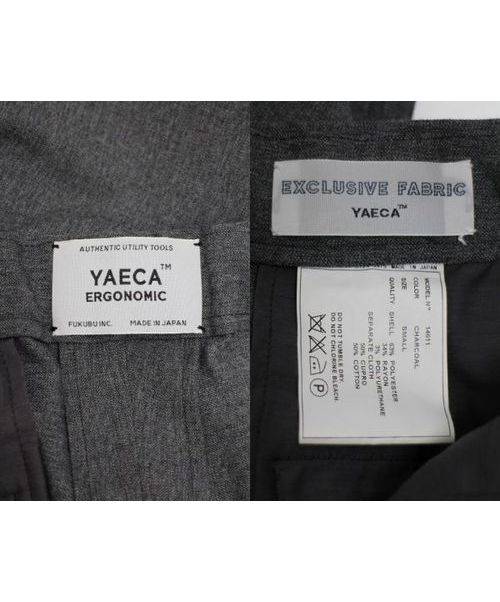 AUTHENTIC UTILITY TOOLS
YAECA™
ERGONOMIC
FUKUBU INC. MADE IN JAPAN
EXCLUSIVE FABRIC
YAECA™
MADE IN JAPAN
MODEL N° 14611
COLOR CHARCOAL
SIZE SMALL
QUALITY SHELL 63% POLYESTER
34% RAYON
3% POLYURETHANE
SEPARATE CLOTH
50% CUPRO
50% COTTON
DO NOT TUMBLE DRY.
DO NOT CHLORINE BLEACH.
P